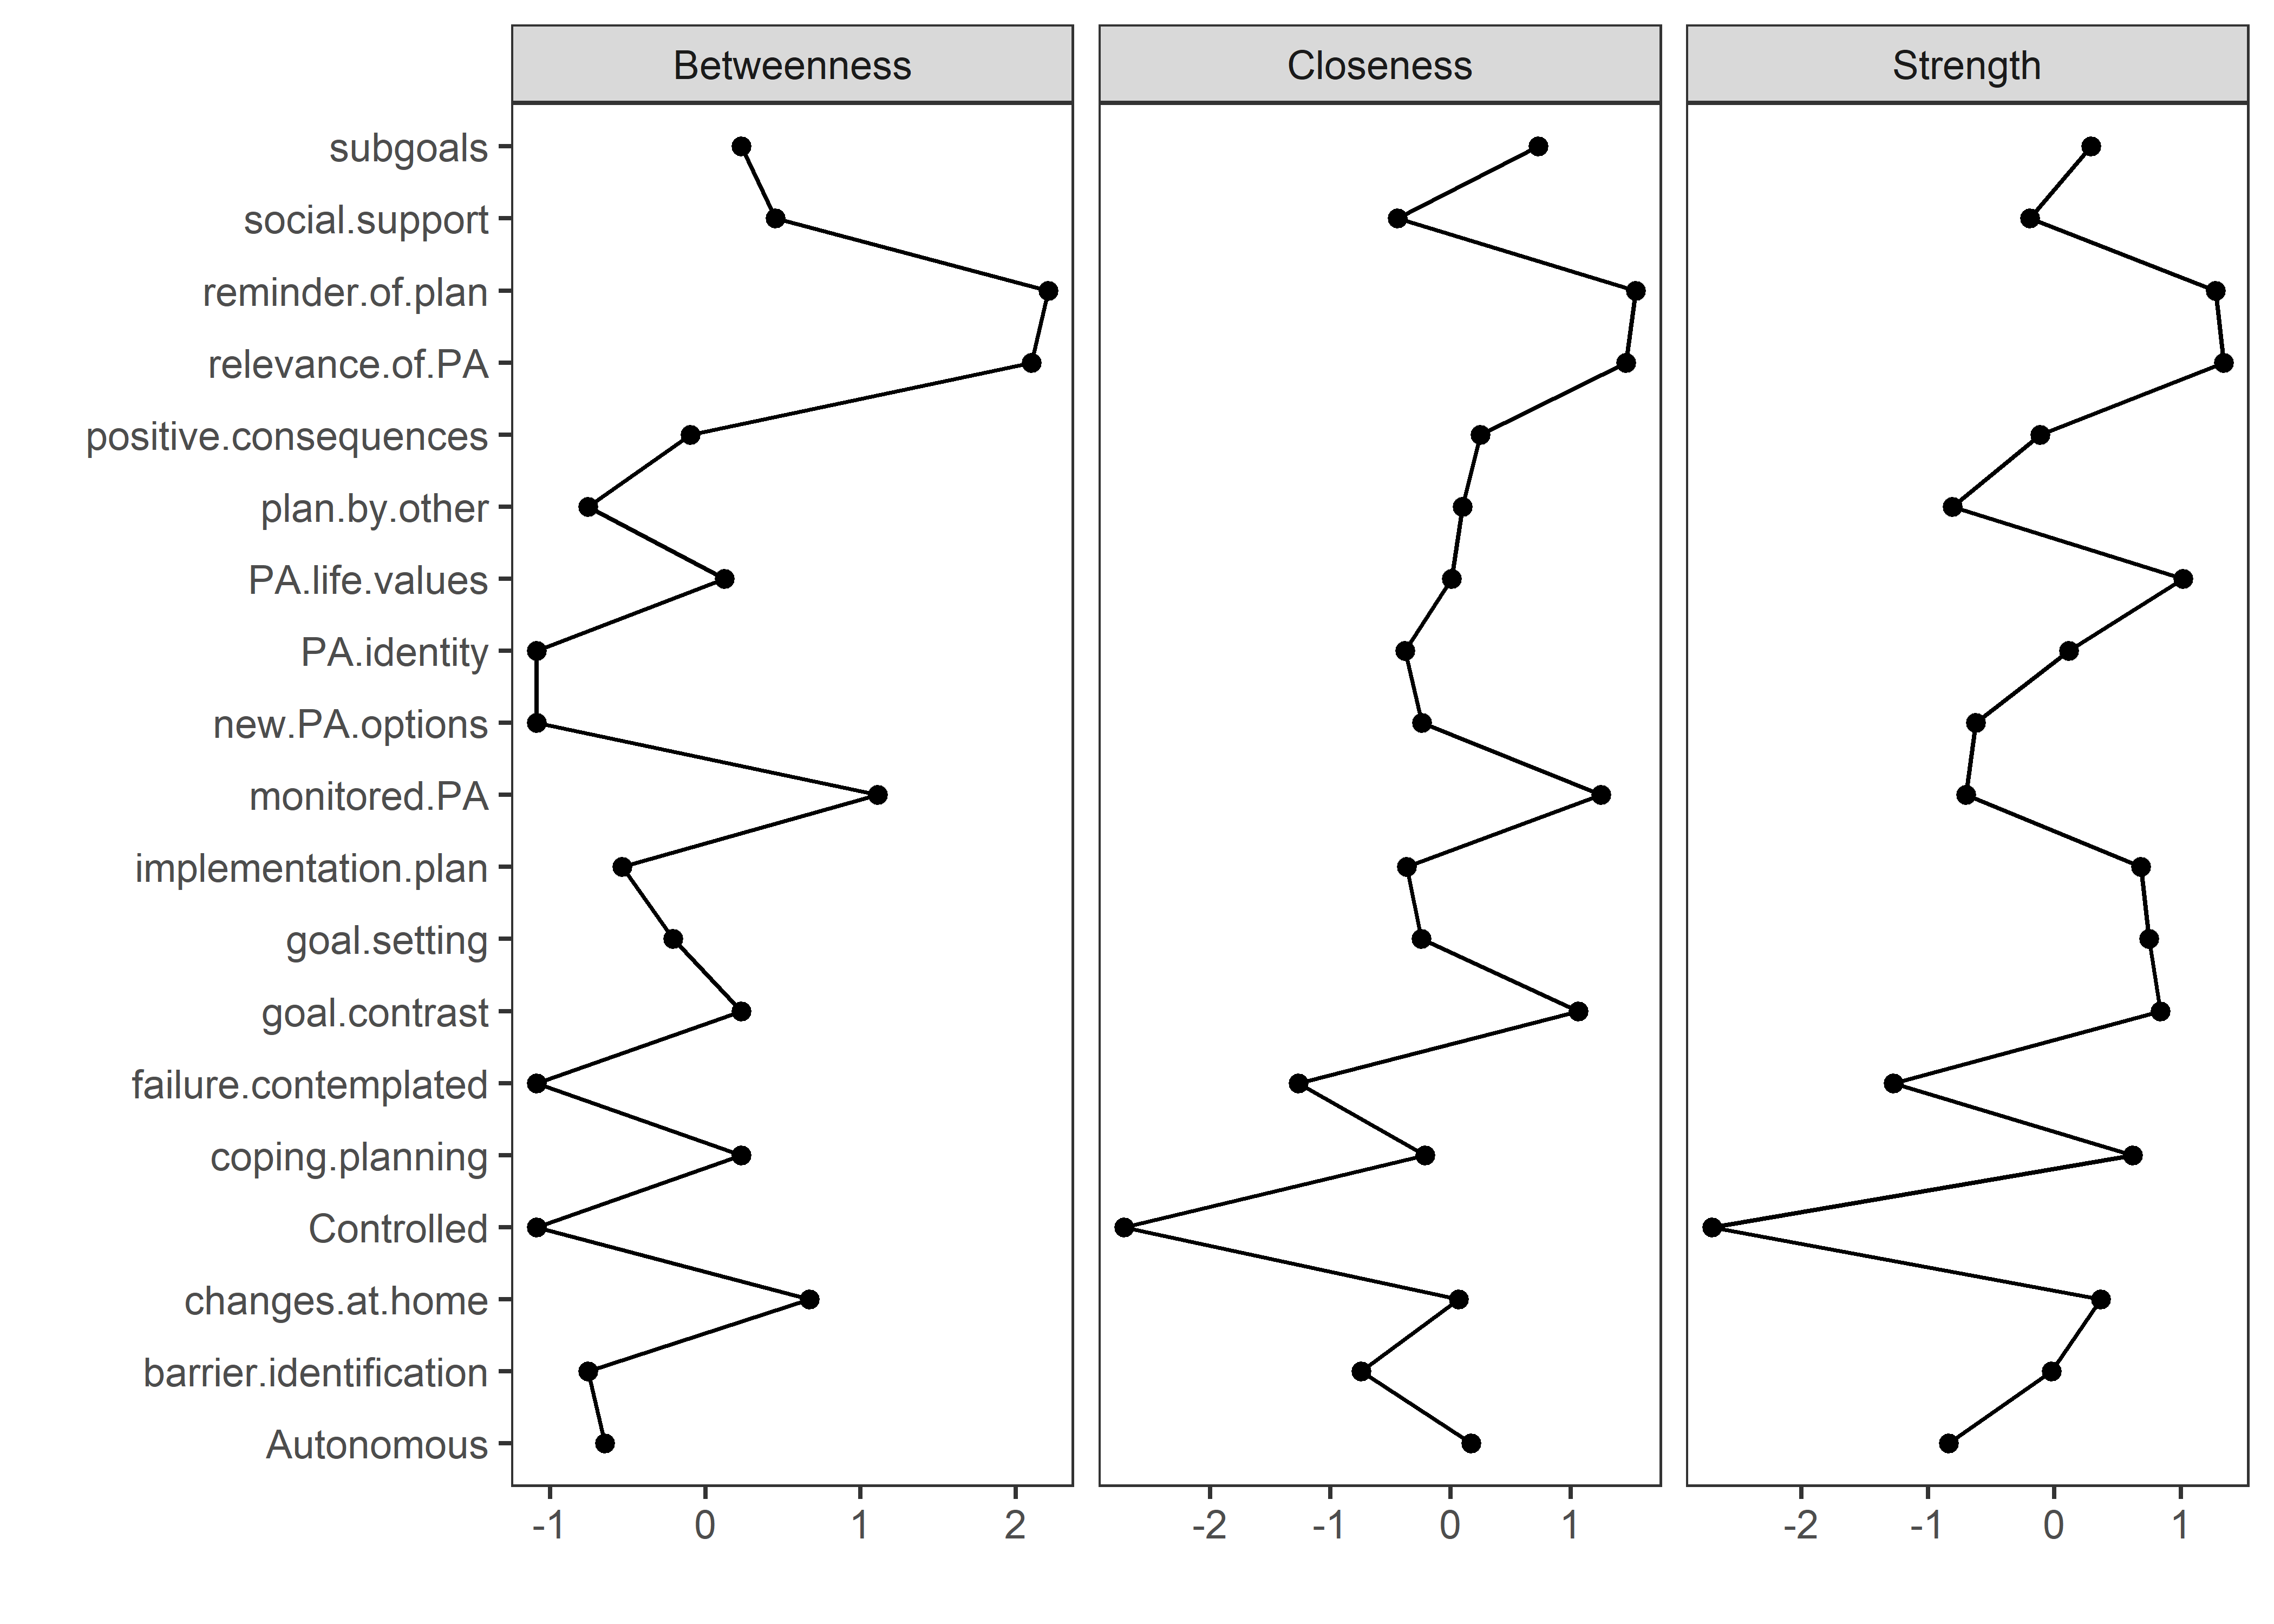 Betweenness Closeness Strength
subgoals
social.support
reminder.of.plan
relevance.of.PA
positive.consequences
plan.by.other
PA.life.values
PA.identity
new.PA.options
monitored.PA
implementation.plan
goal.setting
goal.contrast
failure.contemplated
coping.planning
Controlled
changes.at.home
barrier.identification
Autonomous
-1 0 1 2 -2 -1 0 1 -2 -1 0 1